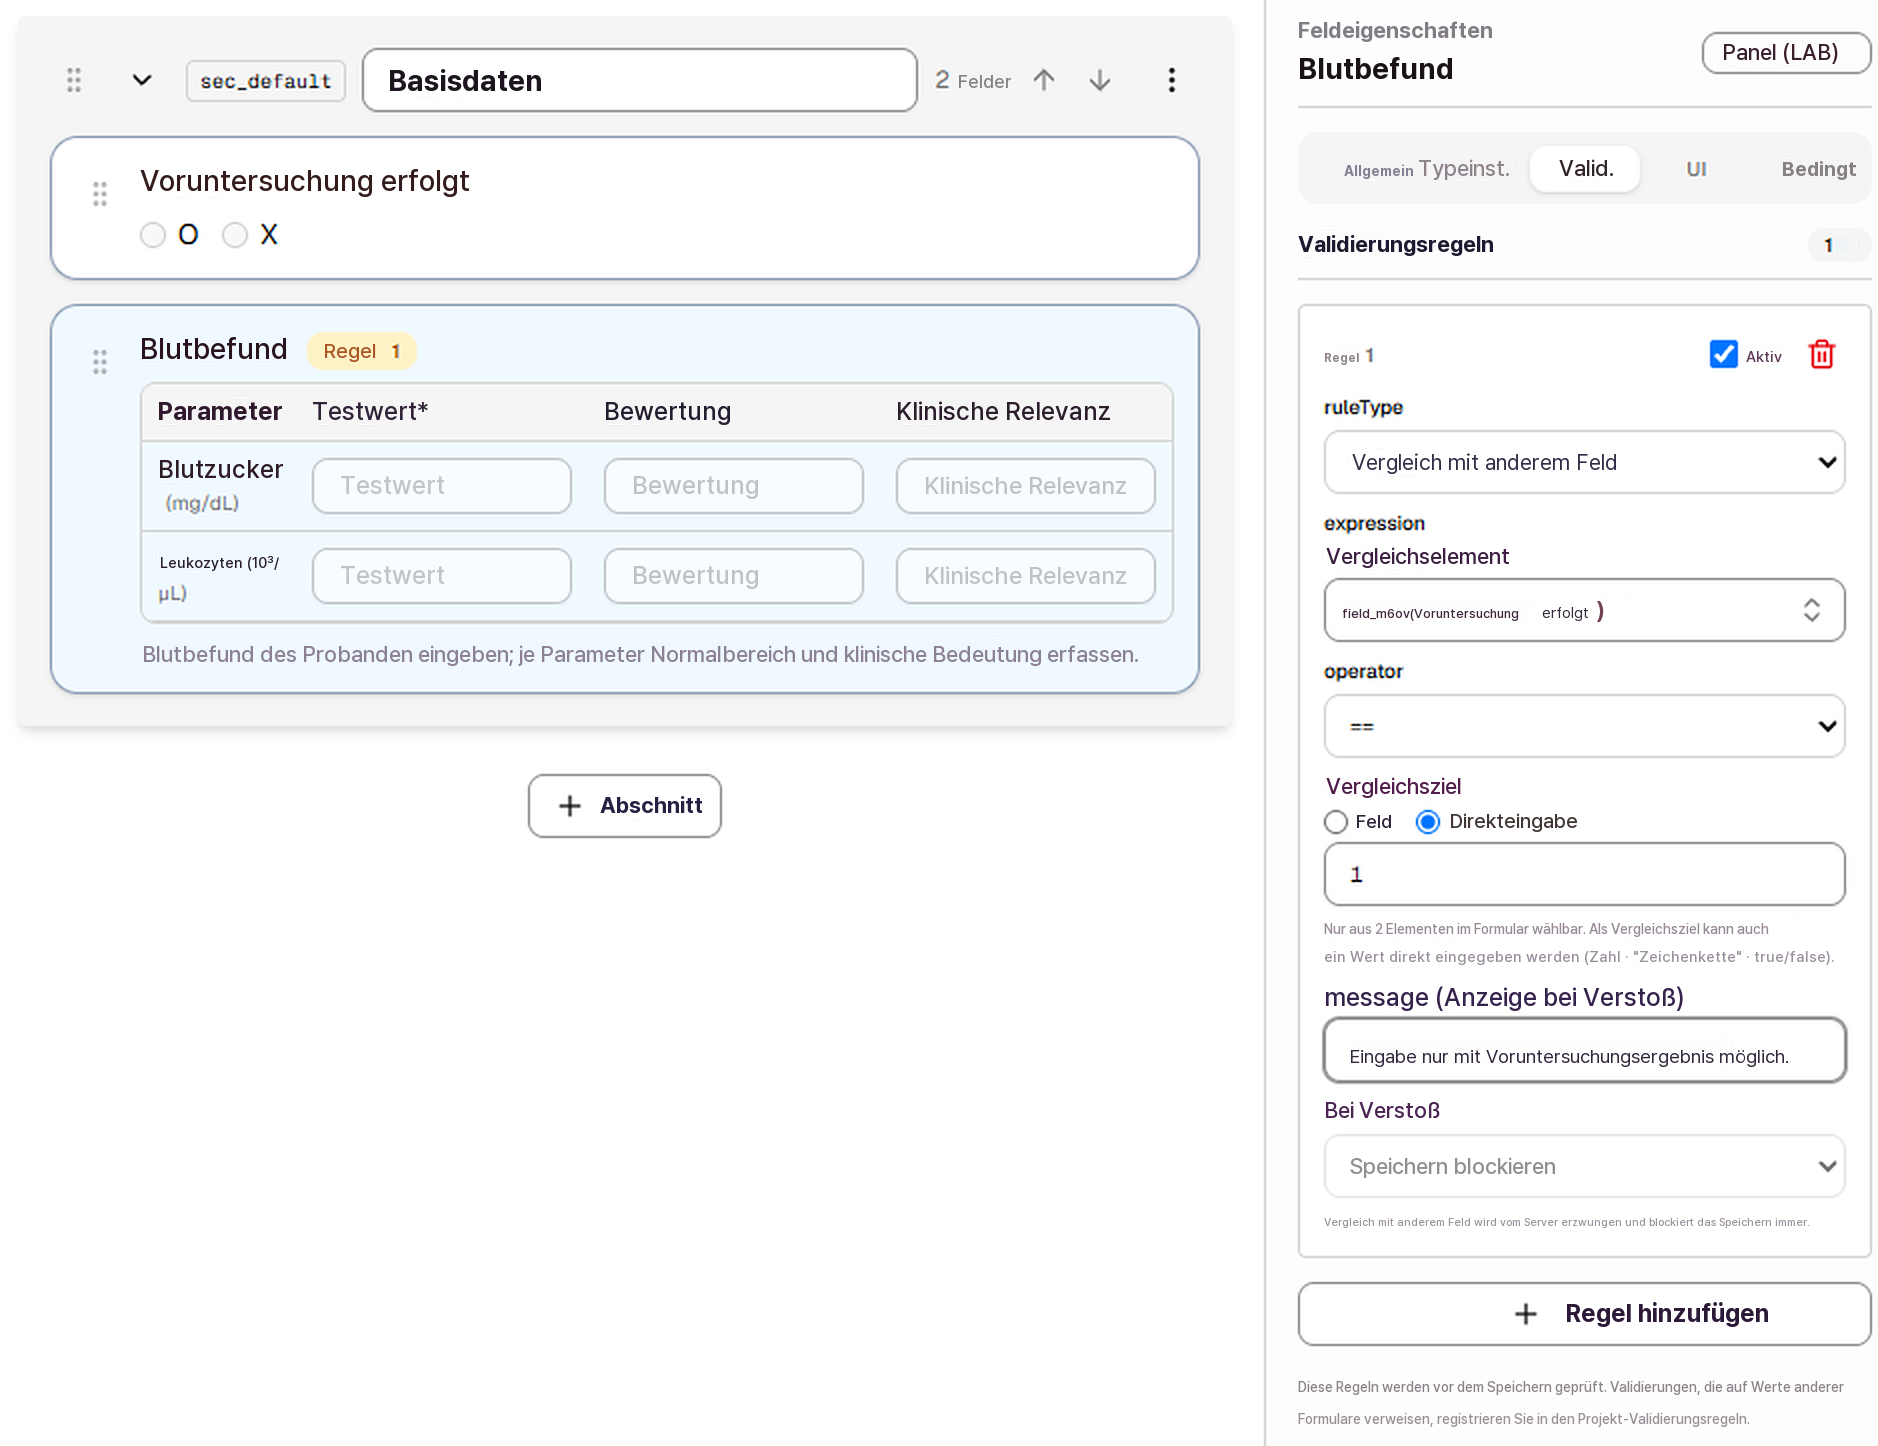 sec_default
Basisdaten
2 Felder
Voruntersuchung erfolgt
O X
Blutbefund Regel 1
Parameter Testwert* Bewertung Klinische Relevanz
Blutzucker
(mg/dL)
Testwert Bewertung Klinische Relevanz
Leukozyten (10³/
µL)
Testwert Bewertung Klinische Relevanz
Blutbefund des Probanden eingeben; je Parameter Normalbereich und klinische Bedeutung erfassen.
+ Abschnitt
Feldeigenschaften
Blutbefund
Panel (LAB)
Allgemein Typeinst. Valid. UI Bedingt
Validierungsregeln 1
Regel 1 Aktiv
ruleType
Vergleich mit anderem Feld
expression
Vergleichselement
field_m6ov(Voruntersuchung erfolgt )
operator
==
Vergleichsziel
Feld Direkteingabe
1
Nur aus 2 Elementen im Formular wählbar. Als Vergleichsziel kann auch
ein Wert direkt eingegeben werden (Zahl · "Zeichenkette" · true/false).
message (Anzeige bei Verstoß)
Eingabe nur mit Voruntersuchungsergebnis möglich.
Bei Verstoß
Speichern blockieren
Vergleich mit anderem Feld wird vom Server erzwungen und blockiert das Speichern immer.
+ Regel hinzufügen
Diese Regeln werden vor dem Speichern geprüft. Validierungen, die auf Werte anderer
Formulare verweisen, registrieren Sie in den Projekt-Validierungsregeln.